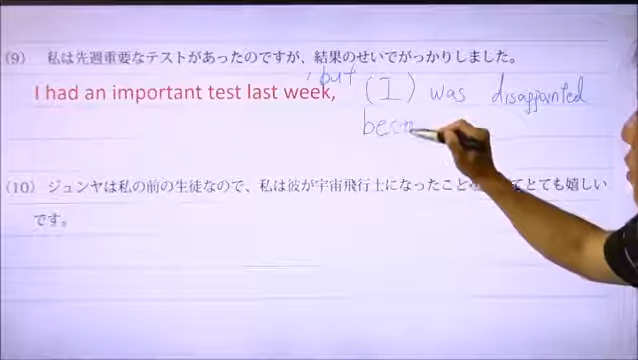 (9) 私は先週重要なテストがあったのですが、結果のせいでがっかりしました。
I had an important test last week, but (I) was disappointed
(10) ジュンヤは私の前の生徒なので、私は彼が宇宙飛行士になったこと てとても嬉しい
です。